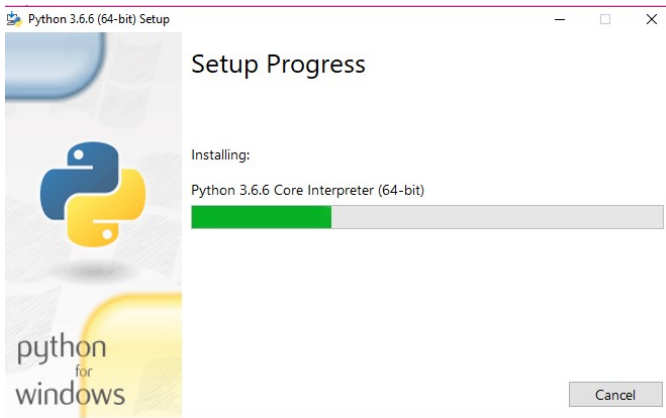 Python 3.6.6 (64-bit) Setup
Setup Progress
Installing:
Python 3.6.6 Core Interpreter (64-bit)
python
for
windows
Cancel